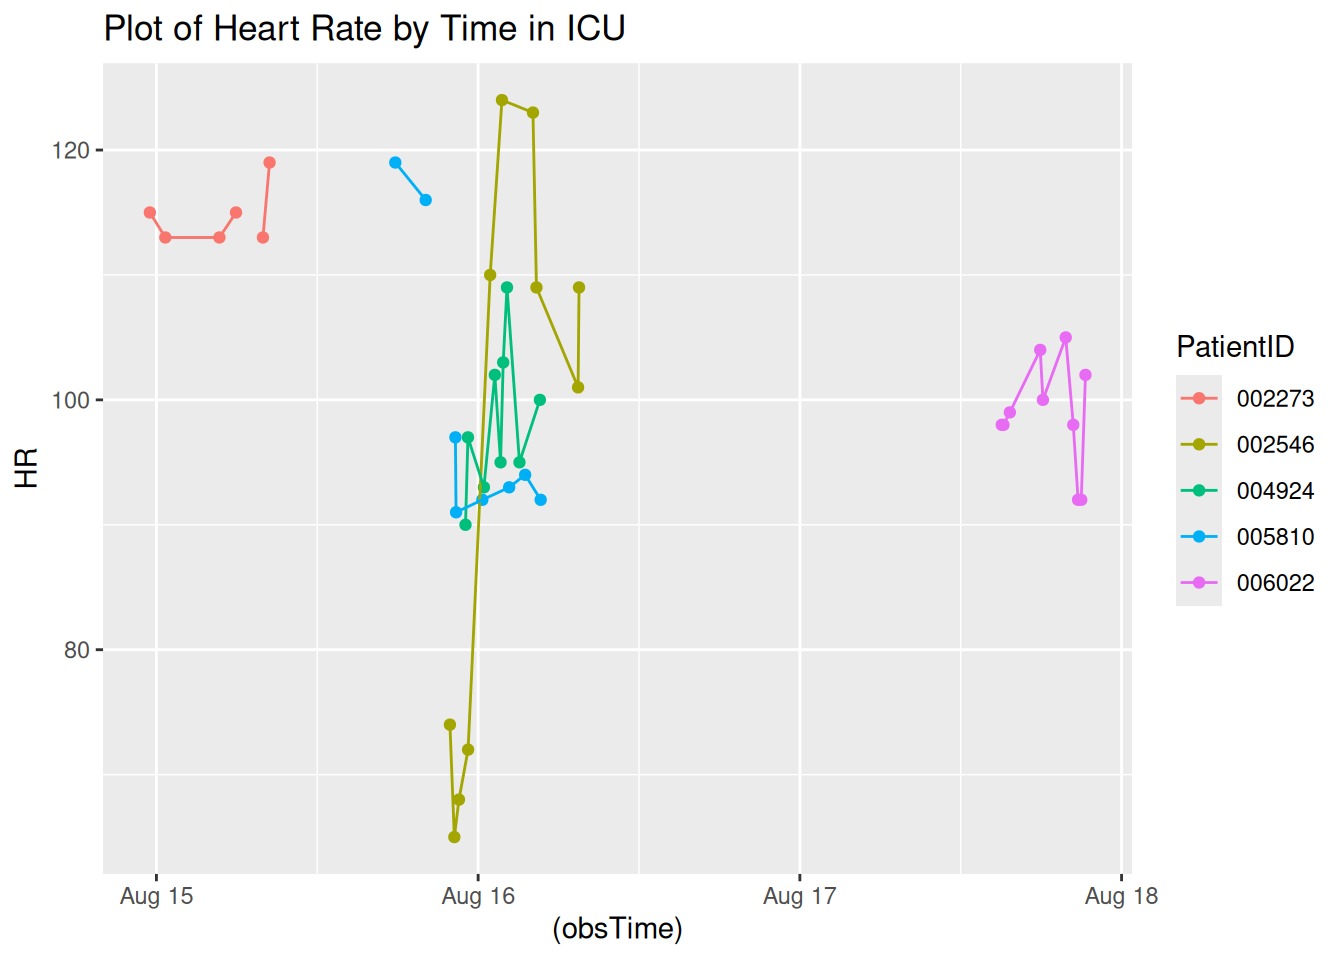 Plot of Heart Rate by Time in ICU
HR
120
100
80
Aug 15
Aug 16
Aug 17
Aug 18
(obsTime)
PatientID
002273
002546
004924
005810
006022